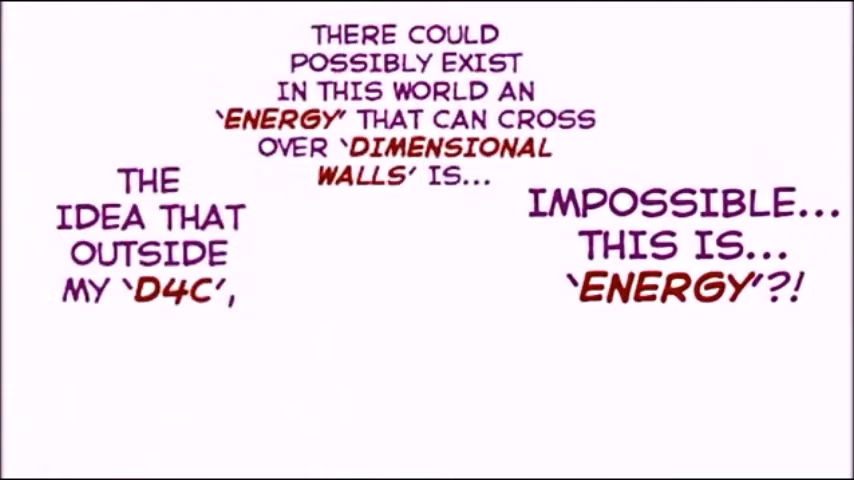 THE
IDEA THAT
OUTSIDE
MY 'D4C',
THERE COULD
POSSIBLY EXIST
IN THIS WORLD AN
'ENERGY' THAT CAN CROSS
OVER 'DIMENSIONAL
WALLS' IS...
IMPOSSIBLE...
THIS IS...
'ENERGY'?!